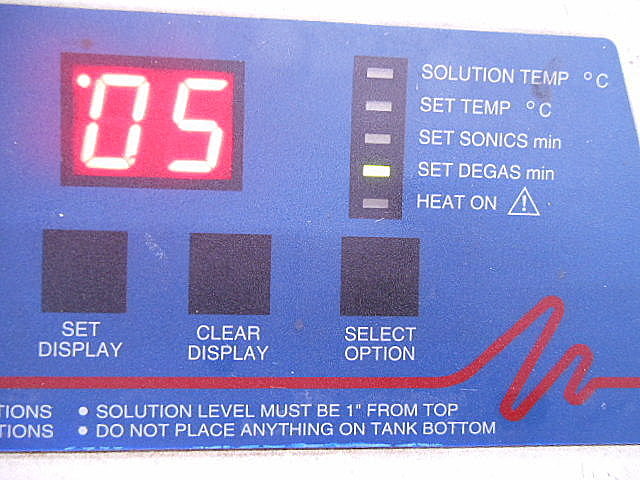 05
SOLUTION TEMP °C
SET TEMP °C
SET SONICS min
SET DEGAS min
HEAT ON
SET
DISPLAY
CLEAR
DISPLAY
SELECT
OPTION
TIONS • SOLUTION LEVEL MUST BE 1" FROM TOP
TIONS • DO NOT PLACE ANYTHING ON TANK BOTTOM